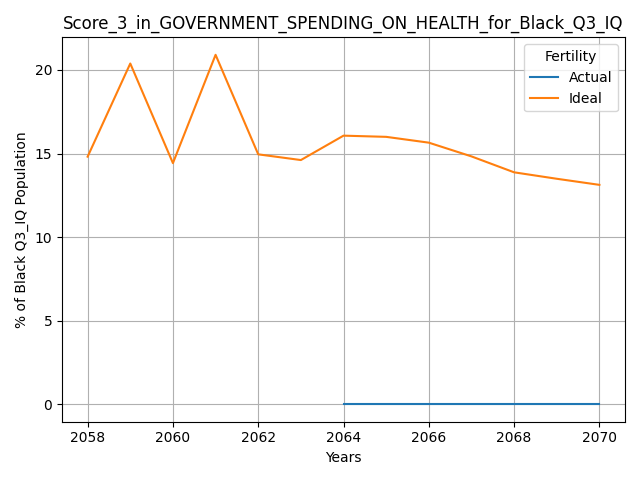 Score_3_in_GOVERNMENT_SPENDING_ON_HEALTH_for_Black_Q3_IQ
Fertility
Actual
Ideal
% of Black Q3_IQ Population
20
15
10
5
0
2058 2060 2062 2064 2066 2068 2070
Years